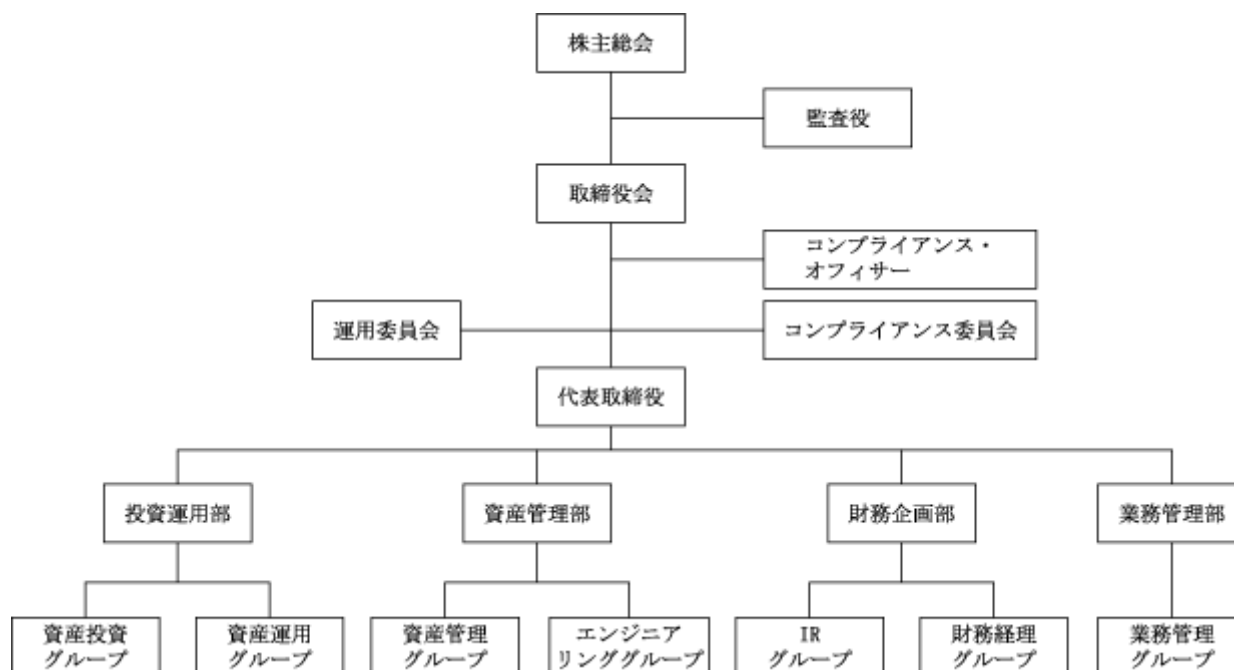 株主総会
監査役
取締役会
コンプライアンス・
オフィサー
運用委員会
コンプライアンス委員会
代表取締役
投資運用部
資産管理部
財務企画部
業務管理部
資産投資
グループ
資産運用
グループ
資産管理
グループ
エンジニア
リンググループ
IR
グループ
財務経理
グループ
業務管理
グループ